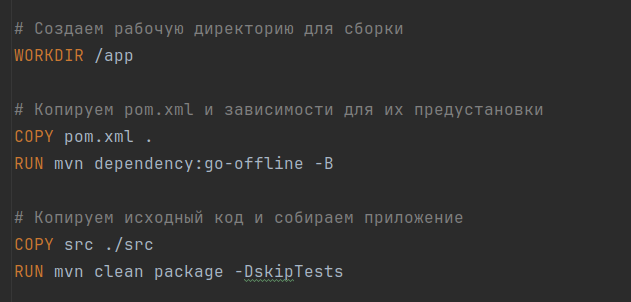 # Создаем рабочую директорию для сборки
WORKDIR /app
# Копируем pom.xml и зависимости для их предустановки
COPY pom.xml .
RUN mvn dependency:go-offline -B
# Копируем исходный код и собираем приложение
COPY src ./src
RUN mvn clean package -DskipTests